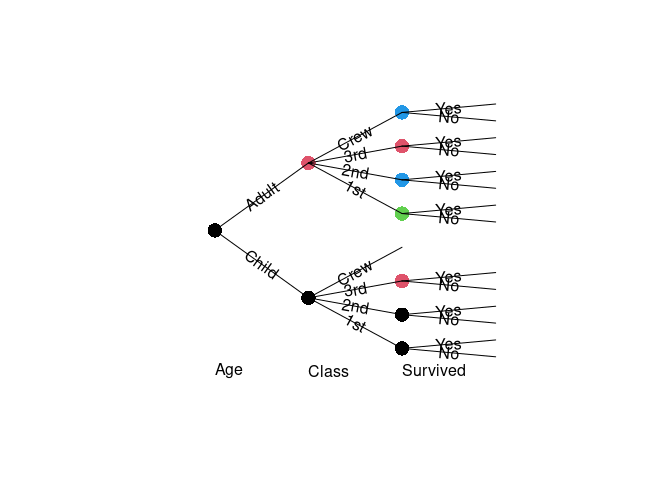 Yes
No
Crew
Yes
3rd
No
2nd
Yes
No
1st
Adult
Yes
No
Child
Crew
Yes
3rd
No
2nd
Yes
No
1st
Yes
No
Age Class Survived